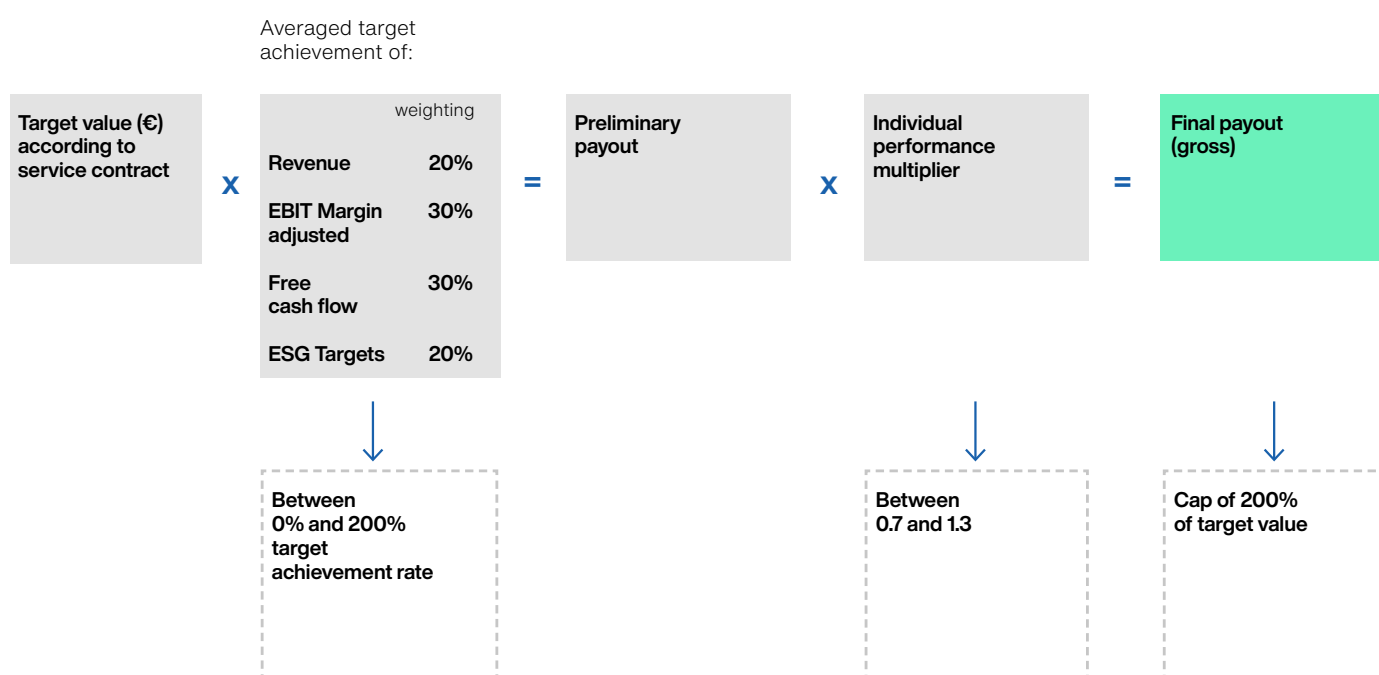 Averaged target
achievement of:
Target value (€)
according to
service contract
x
weighting
Revenue 20%
EBIT Margin 30%
adjusted
Free 30%
cash flow
ESG Targets 20%
=
Preliminary
payout
x
Individual
performance
multiplier
=
Final payout
(gross)
Between
0% and 200%
target
achievement rate
Between
0.7 and 1.3
Cap of 200%
of target value